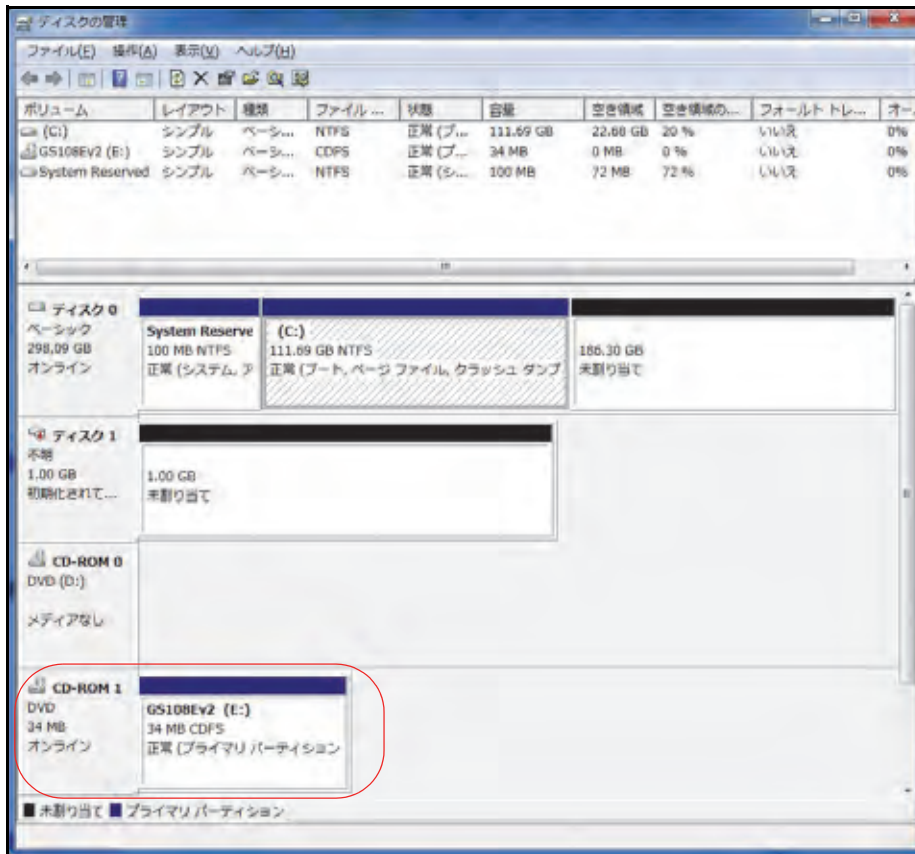 ディスクの管理
ファイル(F) 操作(A) 表示(V) ヘルプ(H)
ボリューム レイアウト 種類 ファイル ... 状態 容量 空き領域 空き領域の... フォールト トレ... オー
(C:) シンプル ベーシ... NTFS 正常 (ブ... 111.69 GB 22.68 GB 20 % いいえ 0%
GS108Ev2 (E:) シンプル ベーシ... CDFS 正常 (プ... 34 MB 0 MB 0 % いいえ 0%
System Reserved シンプル ベーシ... NTFS 正常 (シ... 100 MB 72 MB 72 % いいえ 0%
ディスク 0
ベーシック
298.09 GB
オンライン
System Reserve
100 MB NTFS
正常 (システム, ア
(C:)
111.69 GB NTFS
正常 (ブート, ページ ファイル, クラッシュ ダンプ
186.30 GB
未割り当て
ディスク 1
不明
1.00 GB
初期化されて...
1.00 GB
未割り当て
CD-ROM 0
DVD (D:)
メディアなし
CD-ROM 1
DVD
34 MB
オンライン
GS108Ev2 (E:)
34 MB CDFS
正常 (プライマリ パーティション
未割り当て プライマリ パーティション